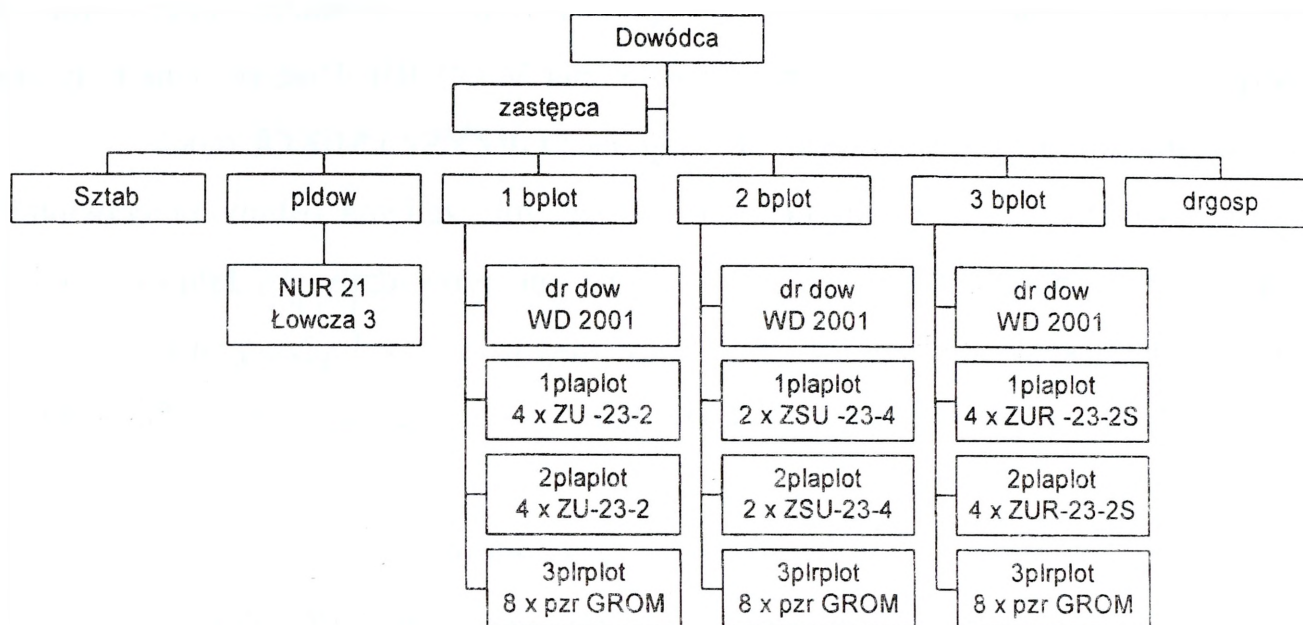 Dowódca
zastępca
Sztab
pldow
1 bplot
2 bplot
3 bplot
drgosp
NUR 21
Łowcza 3
dr dow
WD 2001
1plaplot
4 x ZU -23-2
2plaplot
4 x ZU-23-2
3plrplot
8 x pzr GROM
dr dow
WD 2001
1plaplot
2 x ZSU -23-4
2plaplot
2 x ZSU-23-4
3plrplot
8 x pzr GROM
dr dow
WD 2001
1plaplot
4 x ZUR -23-2S
2plaplot
4 x ZUR-23-2S
3plrplot
8 x pzr GROM